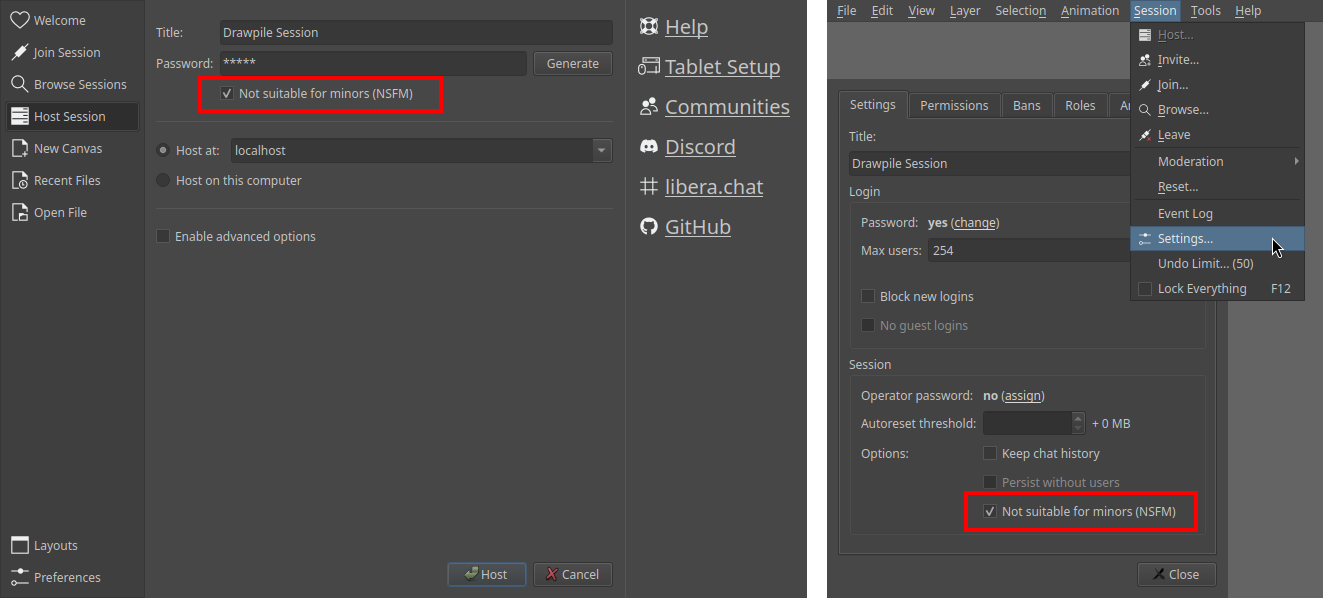 Welcome
Join Session
Browse Sessions
Host Session
New Canvas
Recent Files
Open File
Layouts
Preferences
Title: Drawpile Session
Password: ***** Generate
Not suitable for minors (NSFM)
Host at: localhost
Host on this computer
Enable advanced options
Host Cancel
Help
Tablet Setup
Communities
Discord
libera.chat
GitHub
File Edit View Layer Selection Animation Session Tools Help
Host...
Invite...
Join...
Browse...
Leave
Moderation
Reset...
Event Log
Settings...
Undo Limit... (50)
Lock Everything F12
Settings Permissions Bans Roles
Title:
Drawpile Session
Login
Password: yes (change)
Max users: 254
Block new logins
No guest logins
Session
Operator password: no (assign)
Autoreset threshold: + 0 MB
Options: Keep chat history
Persist without users
Not suitable for minors (NSFM)
Close